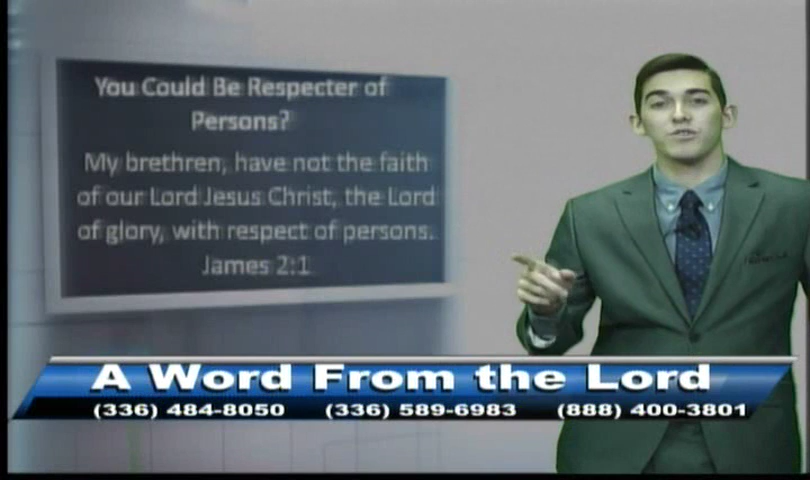 You Could Be Respecter of
Persons?
My brethren, have not the faith
of our Lord Jesus Christ, the Lord
of glory, with respect of persons.
James 2:1
A Word From the Lord
(336) 484-8050 (336) 589-6983 (888) 400-3801